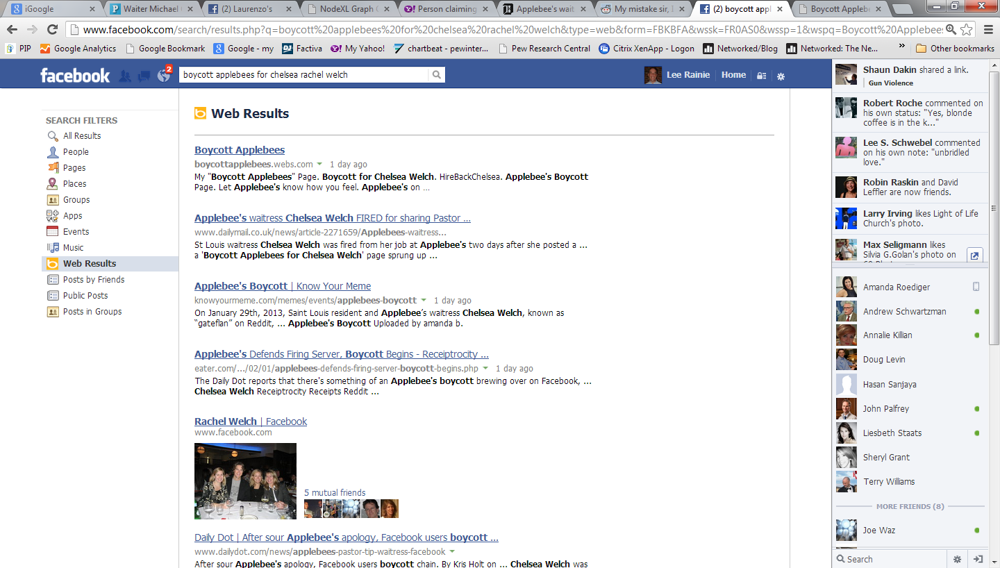 iGoogle
Waiter Michael
(2) Laurenzo's
NodeXL Graph
Person claiming
Applebee's wait
My mistake sir, I
(2) boycott appl
Boycott Applebe
www.facebook.com/search/results.php?q=boycott%20applebees%20for%20chelsea%20rachel%20welch&type=web&form=FBKBFA&wssk=FR0AS0&wssp=1&wspq=Boycott%20Applebees
PIP
Google Analytics
Google Bookmark
Google - my
Factiva
My Yahoo!
chartbeat - pewinter...
Pew Research Central
Citrix XenApp - Logon
Networked/Blog
Networked: The Ne...
»
Other bookmarks
facebook
2
boycott applebees for chelsea rachel welch
Lee Rainie
Home
SEARCH FILTERS
All Results
People
Pages
Places
Groups
Apps
Events
Music
Web Results
Posts by Friends
Public Posts
Posts in Groups
Web Results
Boycott Applebees
boycottapplebees.webs.com 1 day ago
My "Boycott Applebees" Page. Boycott for Chelsea Welch. HireBackChelsea. Applebee's Boycott
Page. Let Applebee's know how you feel. Applebee's on ...
Applebee's waitress Chelsea Welch FIRED for sharing Pastor ...
www.dailymail.co.uk/news/article-2271659/Applebees-waitress...
St Louis waitress Chelsea Welch was fired from her job at Applebee's two days after she posted a ...
a 'Boycott Applebees for Chelsea Welch' page sprung up ...
Applebee's Boycott | Know Your Meme
knowyourmeme.com/memes/events/applebees-boycott 1 day ago
On January 29th, 2013, Saint Louis resident and Applebee’s waitress Chelsea Welch, known as
“gateflan” on Reddit, ... Applebee's Boycott Uploaded by amanda b.
Applebee's Defends Firing Server, Boycott Begins - Receiptrocity ...
eater.com/.../02/01/applebees-defends-firing-server-boycott-begins.php 1 day ago
The Daily Dot reports that there's something of an Applebee's boycott brewing over on Facebook, ...
Chelsea Welch Receiptrocity Receipts Reddit ...
Rachel Welch | Facebook
www.facebook.com
5 mutual friends
Daily Dot | After sour Applebee's apology, Facebook users boycott ...
www.dailydot.com/news/applebees-pastor-tip-waitress-facebook
After sour Applebee's apology, Facebook users boycott chain. By Kris Holt on ... Chelsea Welch was
Shaun Dakin shared a link.
Gun Violence
Robert Roche commented on
his own status: "Yes, blonde
coffee is in the k..."
Lee S. Schwebel commented
on his own note: "unbridled
love."
Robin Raskin and David
Leffler are now friends.
Larry Irving likes Light of Life
Church's photo.
Max Seligmann likes
Silvia G.Golan's photo on
Amanda Roediger
Andrew Schwartzman
Annalie Killian
Doug Levin
Hasan Sanjaya
John Palfrey
Liesbeth Staats
Sheryl Grant
Terry Williams
MORE FRIENDS (8)
Joe Waz
Search